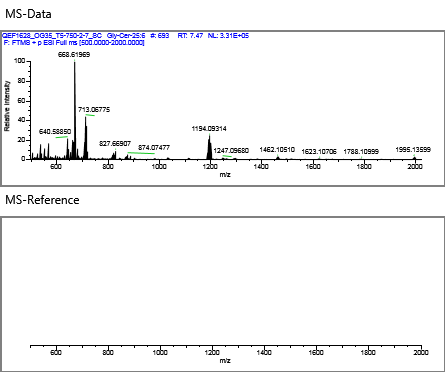 MS-Data
QEF1628_OG35_T5-750-2-7_BC Gly-Cer-25:6 #: 693 RT: 7.47 NL: 3.31E+05
F: FTMS + p ESI Full ms [500.0000-2000.0000]
668.61969
100
80
713.06775
60
1194.09314
640.58850
40
827.66907
874.07477
1247.09680
1462.10510
1623.10706
1788.10999
1995.13599
20
0
Relative Intensity
600 800 1000 1200 1400 1600 1800 2000
m/z
MS-Reference
600 800 1000 1200 1400 1600 1800 2000
m/z